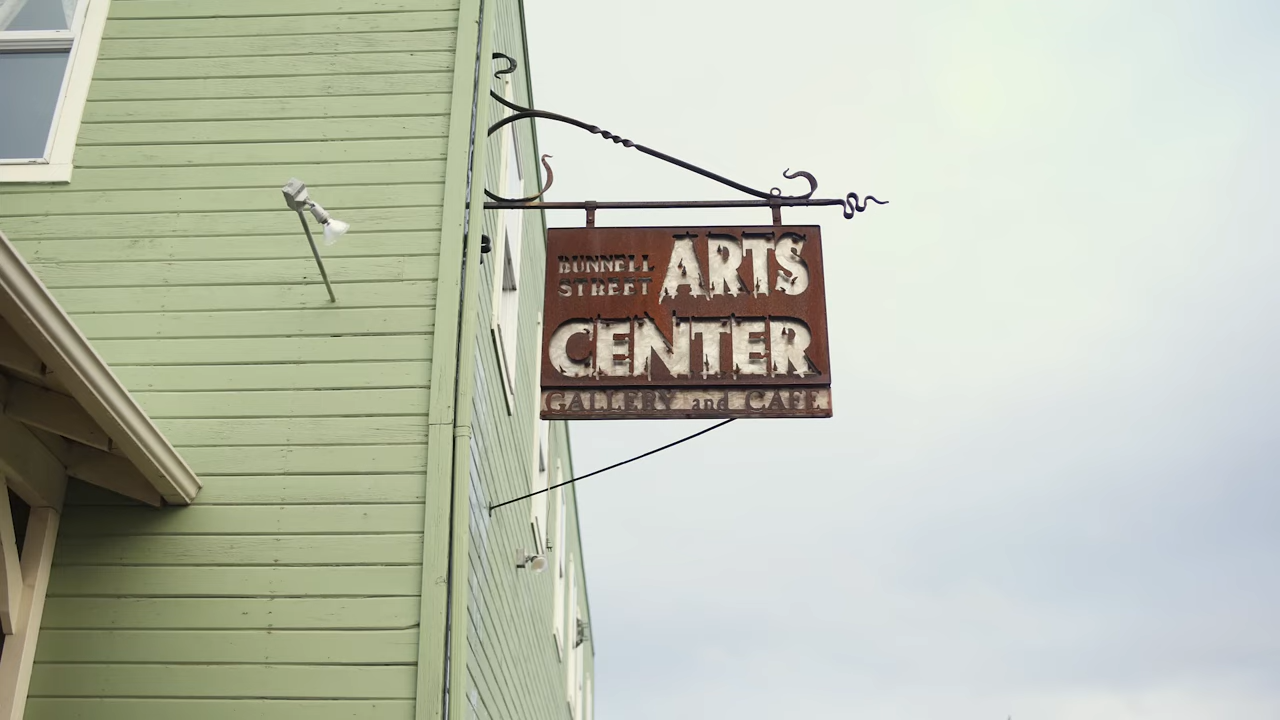 BUNNELL
STREET
ARTS
CENTER
GALLERY and CAFE